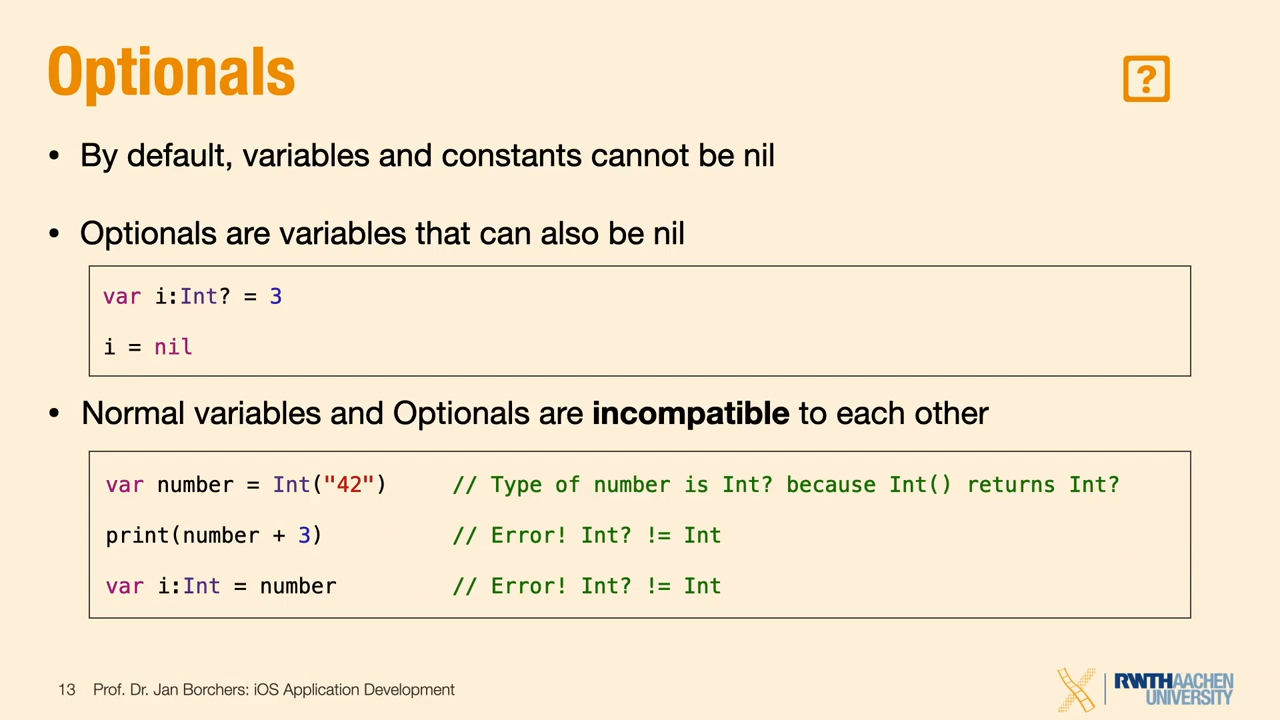 Optionals
?
• By default, variables and constants cannot be nil
• Optionals are variables that can also be nil
var i:Int? = 3
i = nil
• Normal variables and Optionals are incompatible to each other
var number = Int("42") // Type of number is Int? because Int() returns Int?
print(number + 3) // Error! Int? != Int
var i:Int = number // Error! Int? != Int
13 Prof. Dr. Jan Borchers: iOS Application Development
RWTHAACHEN
UNIVERSITY